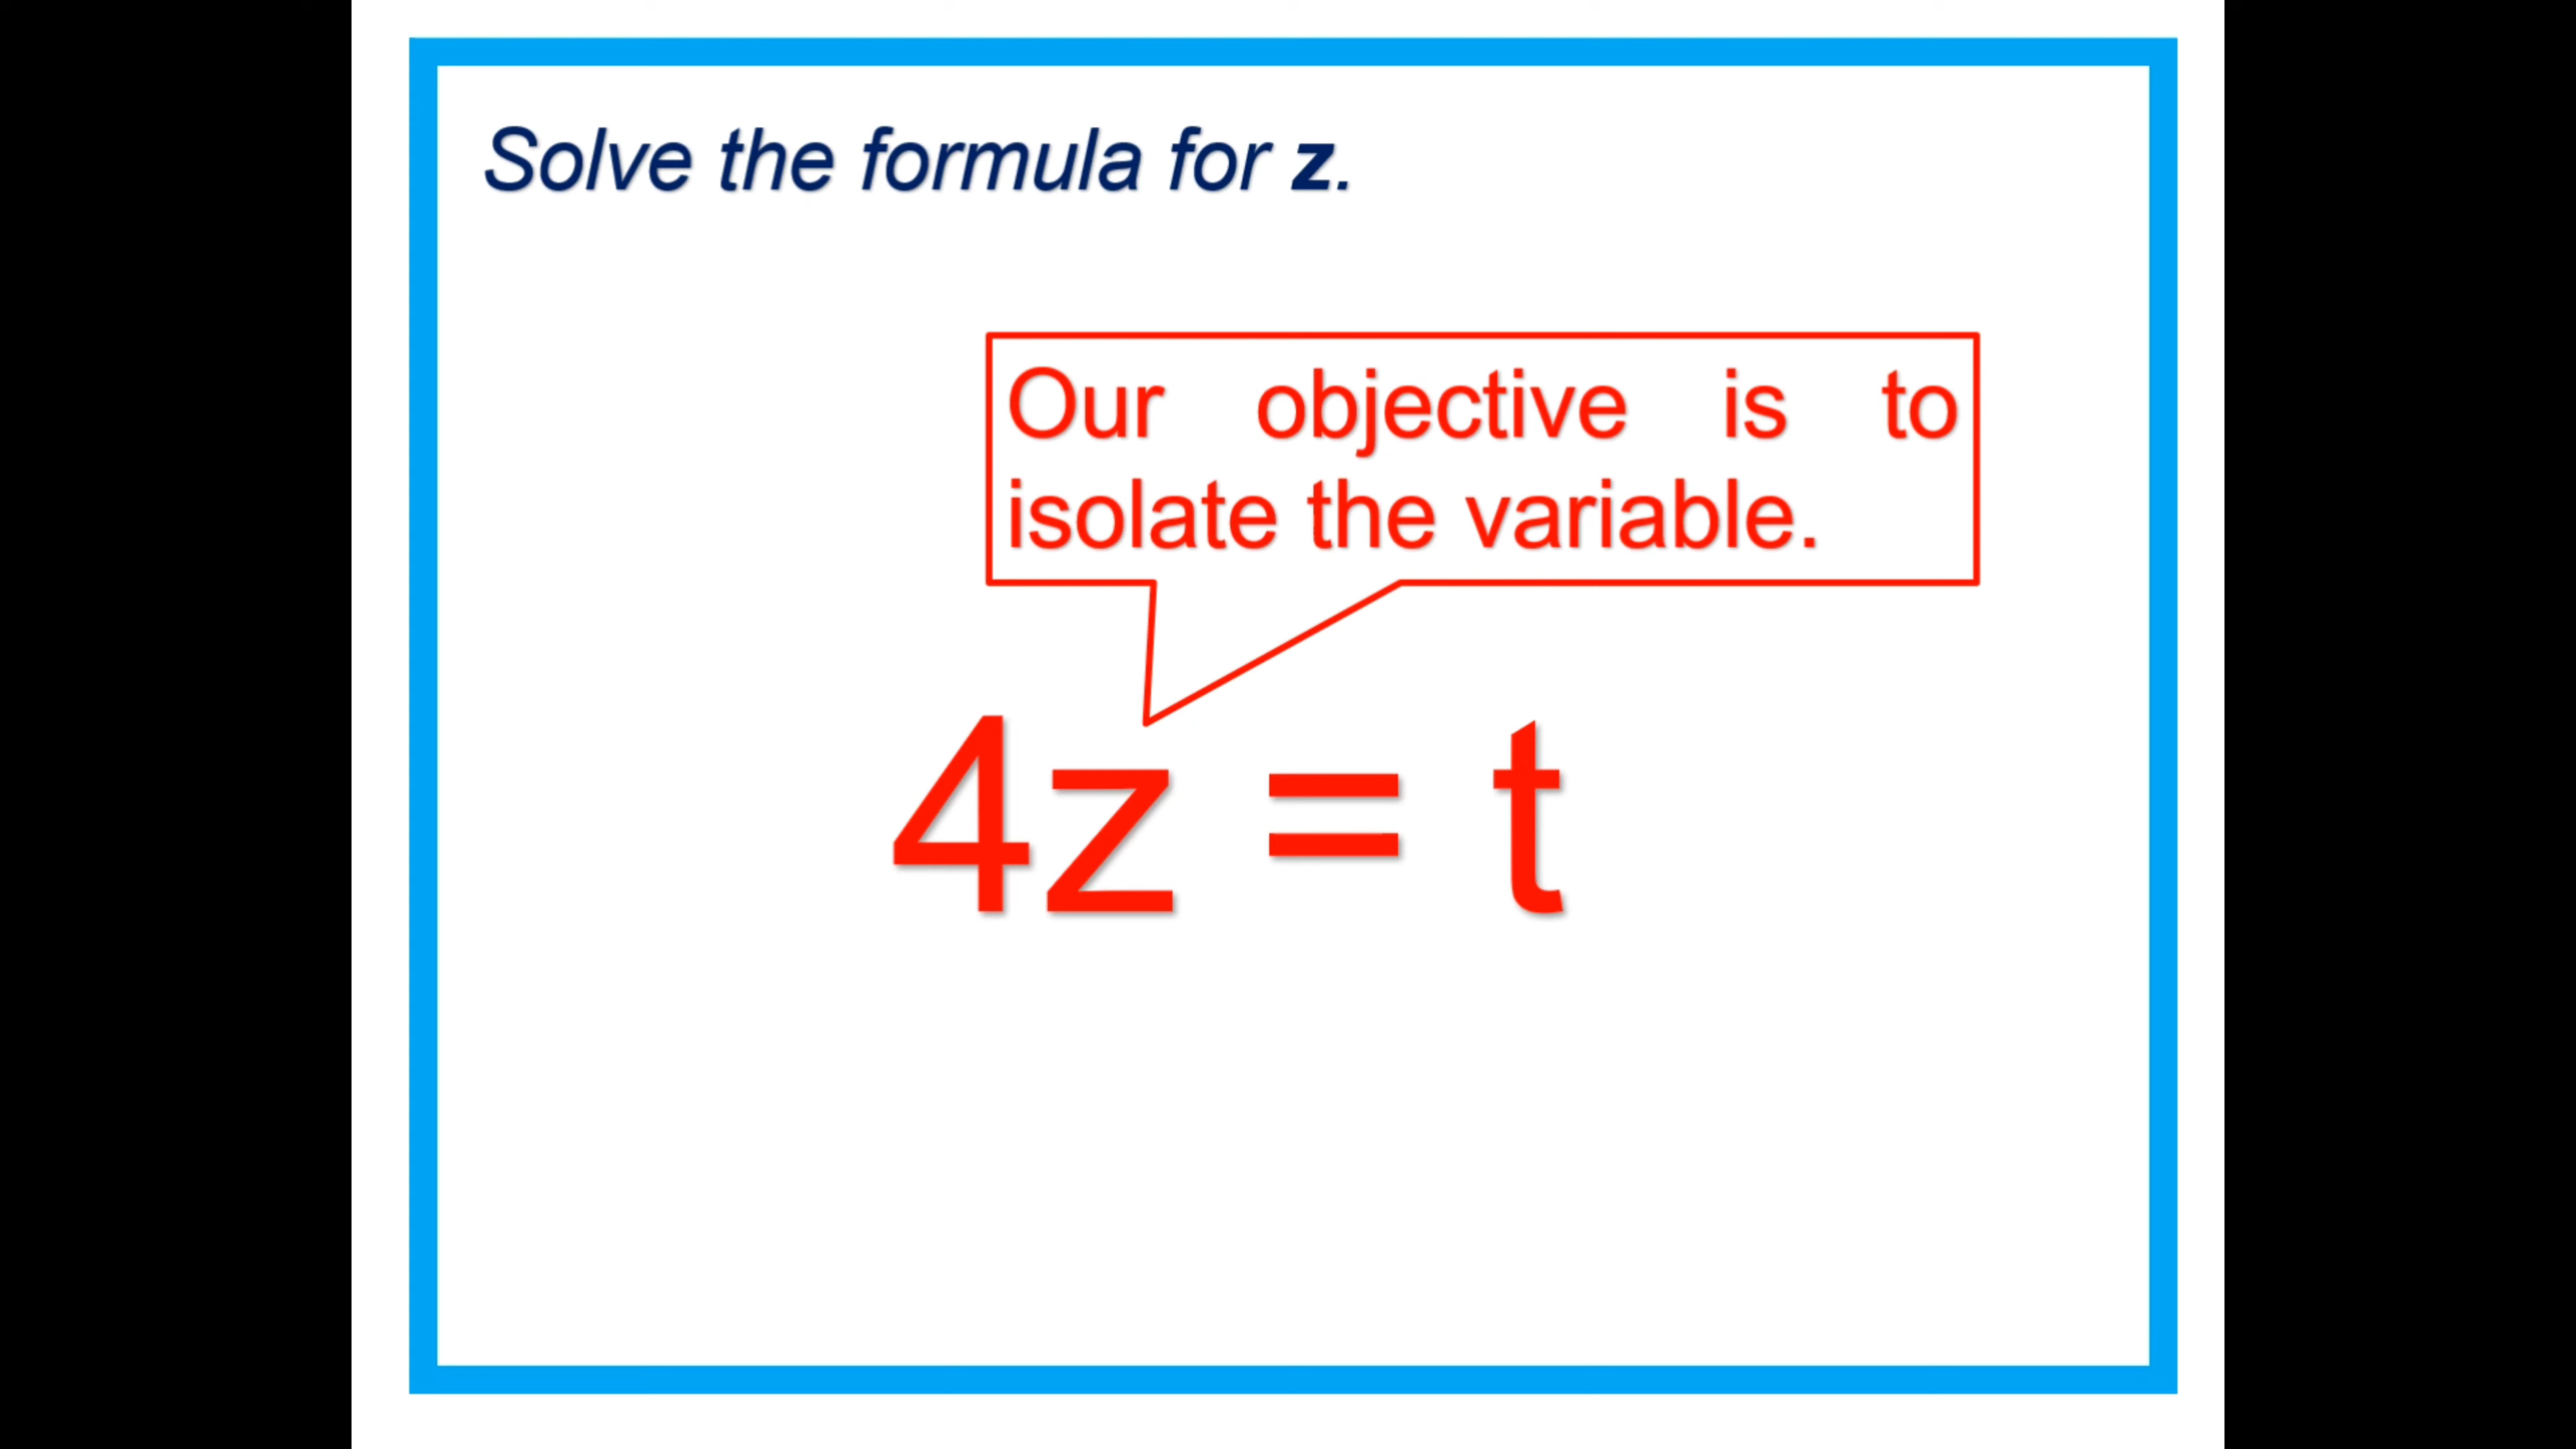 Solve the formula for z.
Our objective is to
isolate the variable.
4z = t